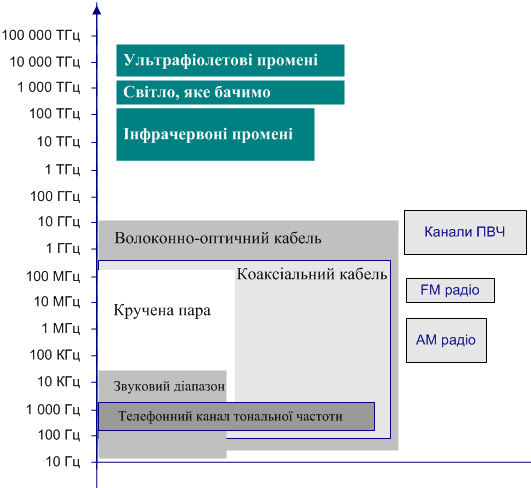 100 000 ТГц
10 000 ТГц
1 000 ТГц
100 ТГц
10 ТГц
1 ТГц
100 ГГц
10 ГГц
1 ГГц
100 МГц
10 МГц
1 МГц
100 КГц
10 КГц
1 000 Гц
100 Гц
10 Гц
Ультрафіолетові промені
Світло, яке бачимо
Інфрачервоні промені
Волоконно-оптичний кабель
Коаксіальний кабель
Кручена пара
Звуковий діапазон
Телефонний канал тональної частоти
Канали ПВЧ
FM радіо
АМ радіо